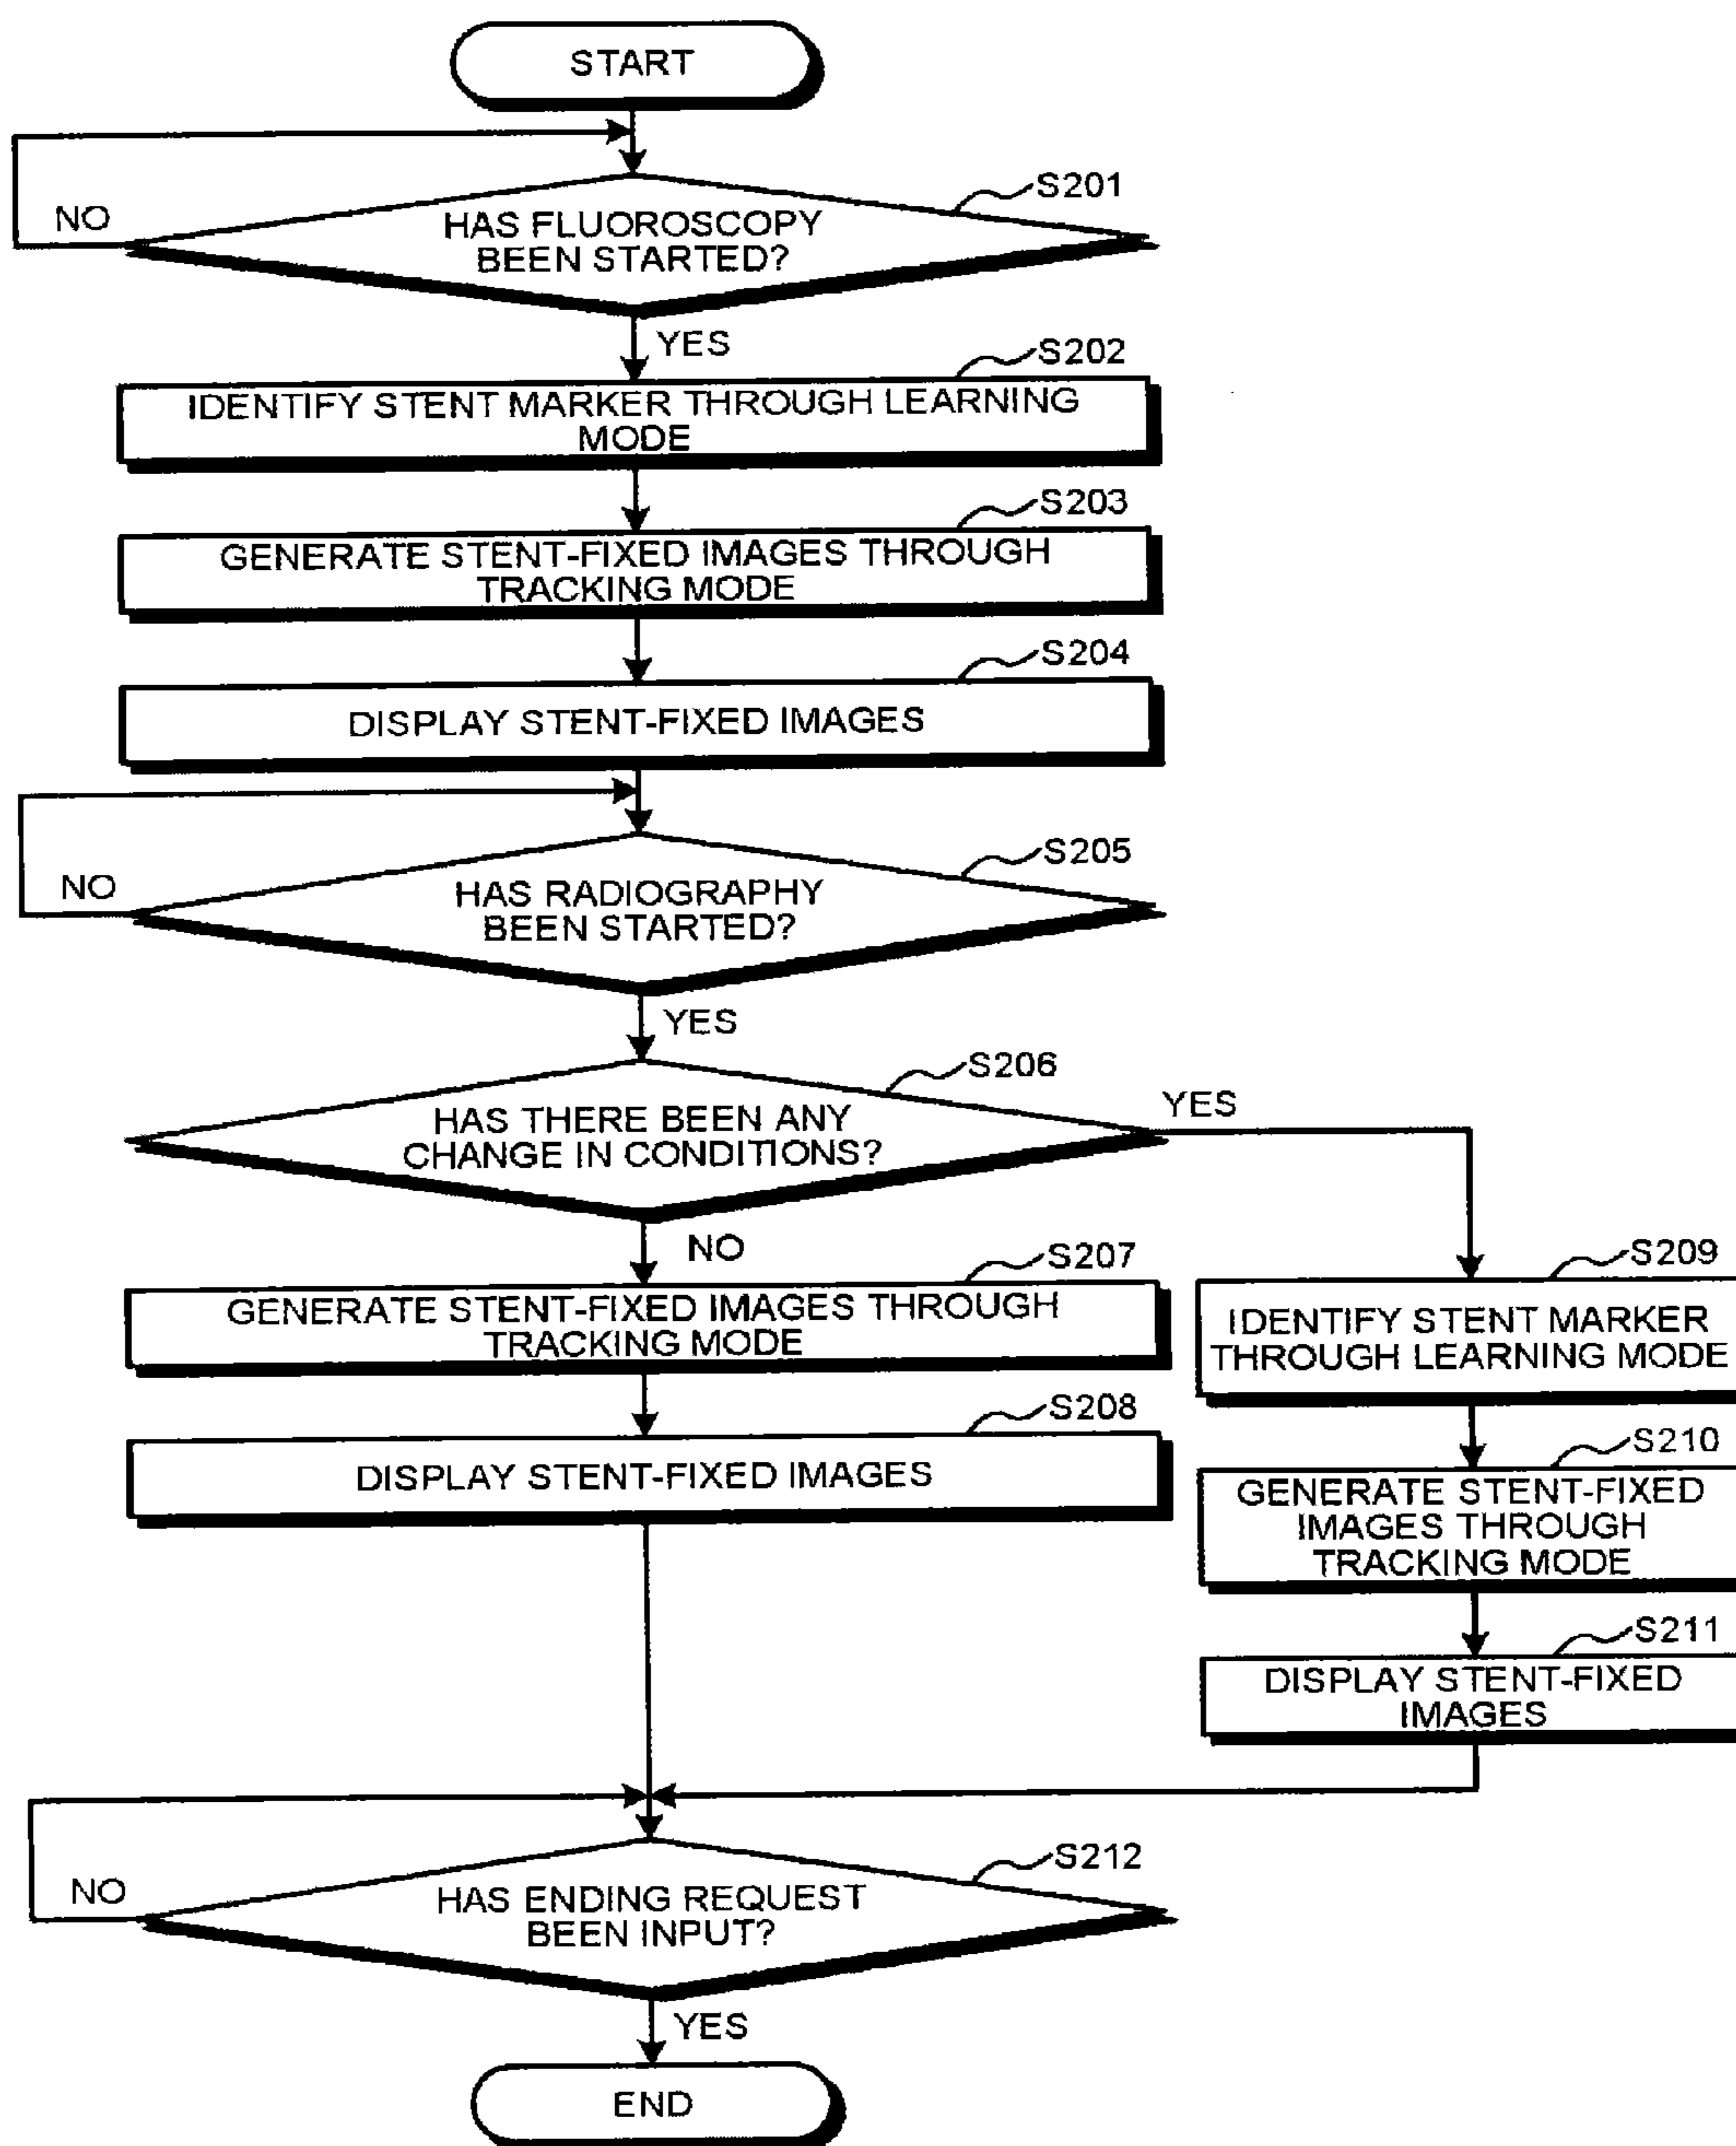 START
NO
S201
HAS FLUOROSCOPY
BEEN STARTED?
YES
S202
IDENTIFY STENT MARKER THROUGH LEARNING
MODE
S203
GENERATE STENT-FIXED IMAGES THROUGH
TRACKING MODE
S204
DISPLAY STENT-FIXED IMAGES
S205
NO
HAS RADIOGRAPHY
BEEN STARTED?
YES
S206
HAS THERE BEEN ANY
CHANGE IN CONDITIONS?
YES
NO
S207
GENERATE STENT-FIXED IMAGES THROUGH
TRACKING MODE
S208
DISPLAY STENT-FIXED IMAGES
S209
IDENTIFY STENT MARKER
THROUGH LEARNING MODE
S210
GENERATE STENT-FIXED
IMAGES THROUGH
TRACKING MODE
S211
DISPLAY STENT-FIXED
IMAGES
S212
NO
HAS ENDING REQUEST
BEEN INPUT?
YES
END